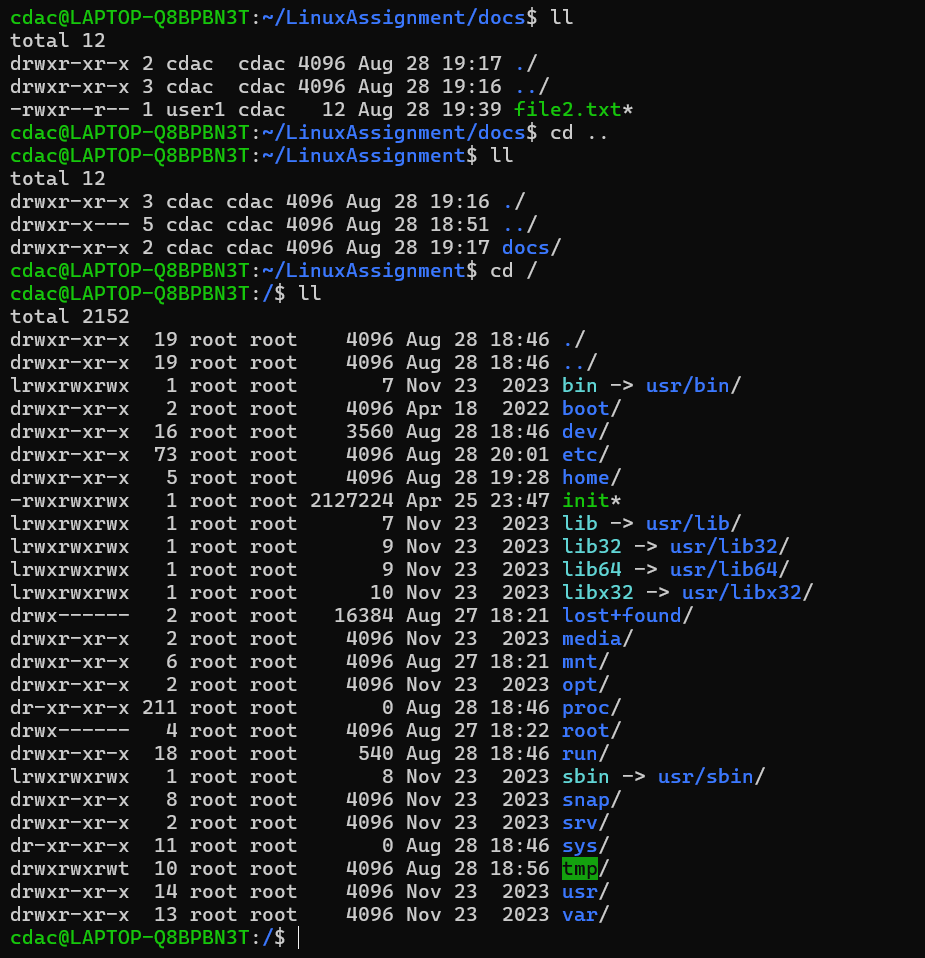 cdac@LAPTOP-Q8BPBN3T:~/LinuxAssignment/docs$ ll
total 12
drwxr-xr-x 2 cdac  cdac 4096 Aug 28 19:17 ./
drwxr-xr-x 3 cdac  cdac 4096 Aug 28 19:16 ../
-rwxr--r-- 1 user1 cdac   12 Aug 28 19:39 file2.txt*
cdac@LAPTOP-Q8BPBN3T:~/LinuxAssignment/docs$ cd ..
cdac@LAPTOP-Q8BPBN3T:~/LinuxAssignment$ ll
total 12
drwxr-xr-x 3 cdac cdac 4096 Aug 28 19:16 ./
drwxr-x--- 5 cdac cdac 4096 Aug 28 18:51 ../
drwxr-xr-x 2 cdac cdac 4096 Aug 28 19:17 docs/
cdac@LAPTOP-Q8BPBN3T:~/LinuxAssignment$ cd /
cdac@LAPTOP-Q8BPBN3T:/$ ll
total 2152
drwxr-xr-x  19 root root    4096 Aug 28 18:46 ./
drwxr-xr-x  19 root root    4096 Aug 28 18:46 ../
lrwxrwxrwx   1 root root       7 Nov 23  2023 bin -> usr/bin/
drwxr-xr-x   2 root root    4096 Apr 18  2022 boot/
drwxr-xr-x  16 root root    3560 Aug 28 18:46 dev/
drwxr-xr-x  73 root root    4096 Aug 28 20:01 etc/
drwxr-xr-x   5 root root    4096 Aug 28 19:28 home/
-rwxrwxrwx   1 root root 2127224 Apr 25 23:47 init*
lrwxrwxrwx   1 root root       7 Nov 23  2023 lib -> usr/lib/
lrwxrwxrwx   1 root root       9 Nov 23  2023 lib32 -> usr/lib32/
lrwxrwxrwx   1 root root       9 Nov 23  2023 lib64 -> usr/lib64/
lrwxrwxrwx   1 root root      10 Nov 23  2023 libx32 -> usr/libx32/
drwx------   2 root root   16384 Aug 27 18:21 lost+found/
drwxr-xr-x   2 root root    4096 Nov 23  2023 media/
drwxr-xr-x   6 root root    4096 Aug 27 18:21 mnt/
drwxr-xr-x   2 root root    4096 Nov 23  2023 opt/
dr-xr-xr-x 211 root root       0 Aug 28 18:46 proc/
drwx------   4 root root    4096 Aug 27 18:22 root/
drwxr-xr-x  18 root root     540 Aug 28 18:46 run/
lrwxrwxrwx   1 root root       8 Nov 23  2023 sbin -> usr/sbin/
drwxr-xr-x   8 root root    4096 Nov 23  2023 snap/
drwxr-xr-x   2 root root    4096 Nov 23  2023 srv/
dr-xr-xr-x  11 root root       0 Aug 28 18:46 sys/
drwxrwxrwt  10 root root    4096 Aug 28 18:56 tmp/
drwxr-xr-x  14 root root    4096 Nov 23  2023 usr/
drwxr-xr-x  13 root root    4096 Nov 23  2023 var/
cdac@LAPTOP-Q8BPBN3T:/$